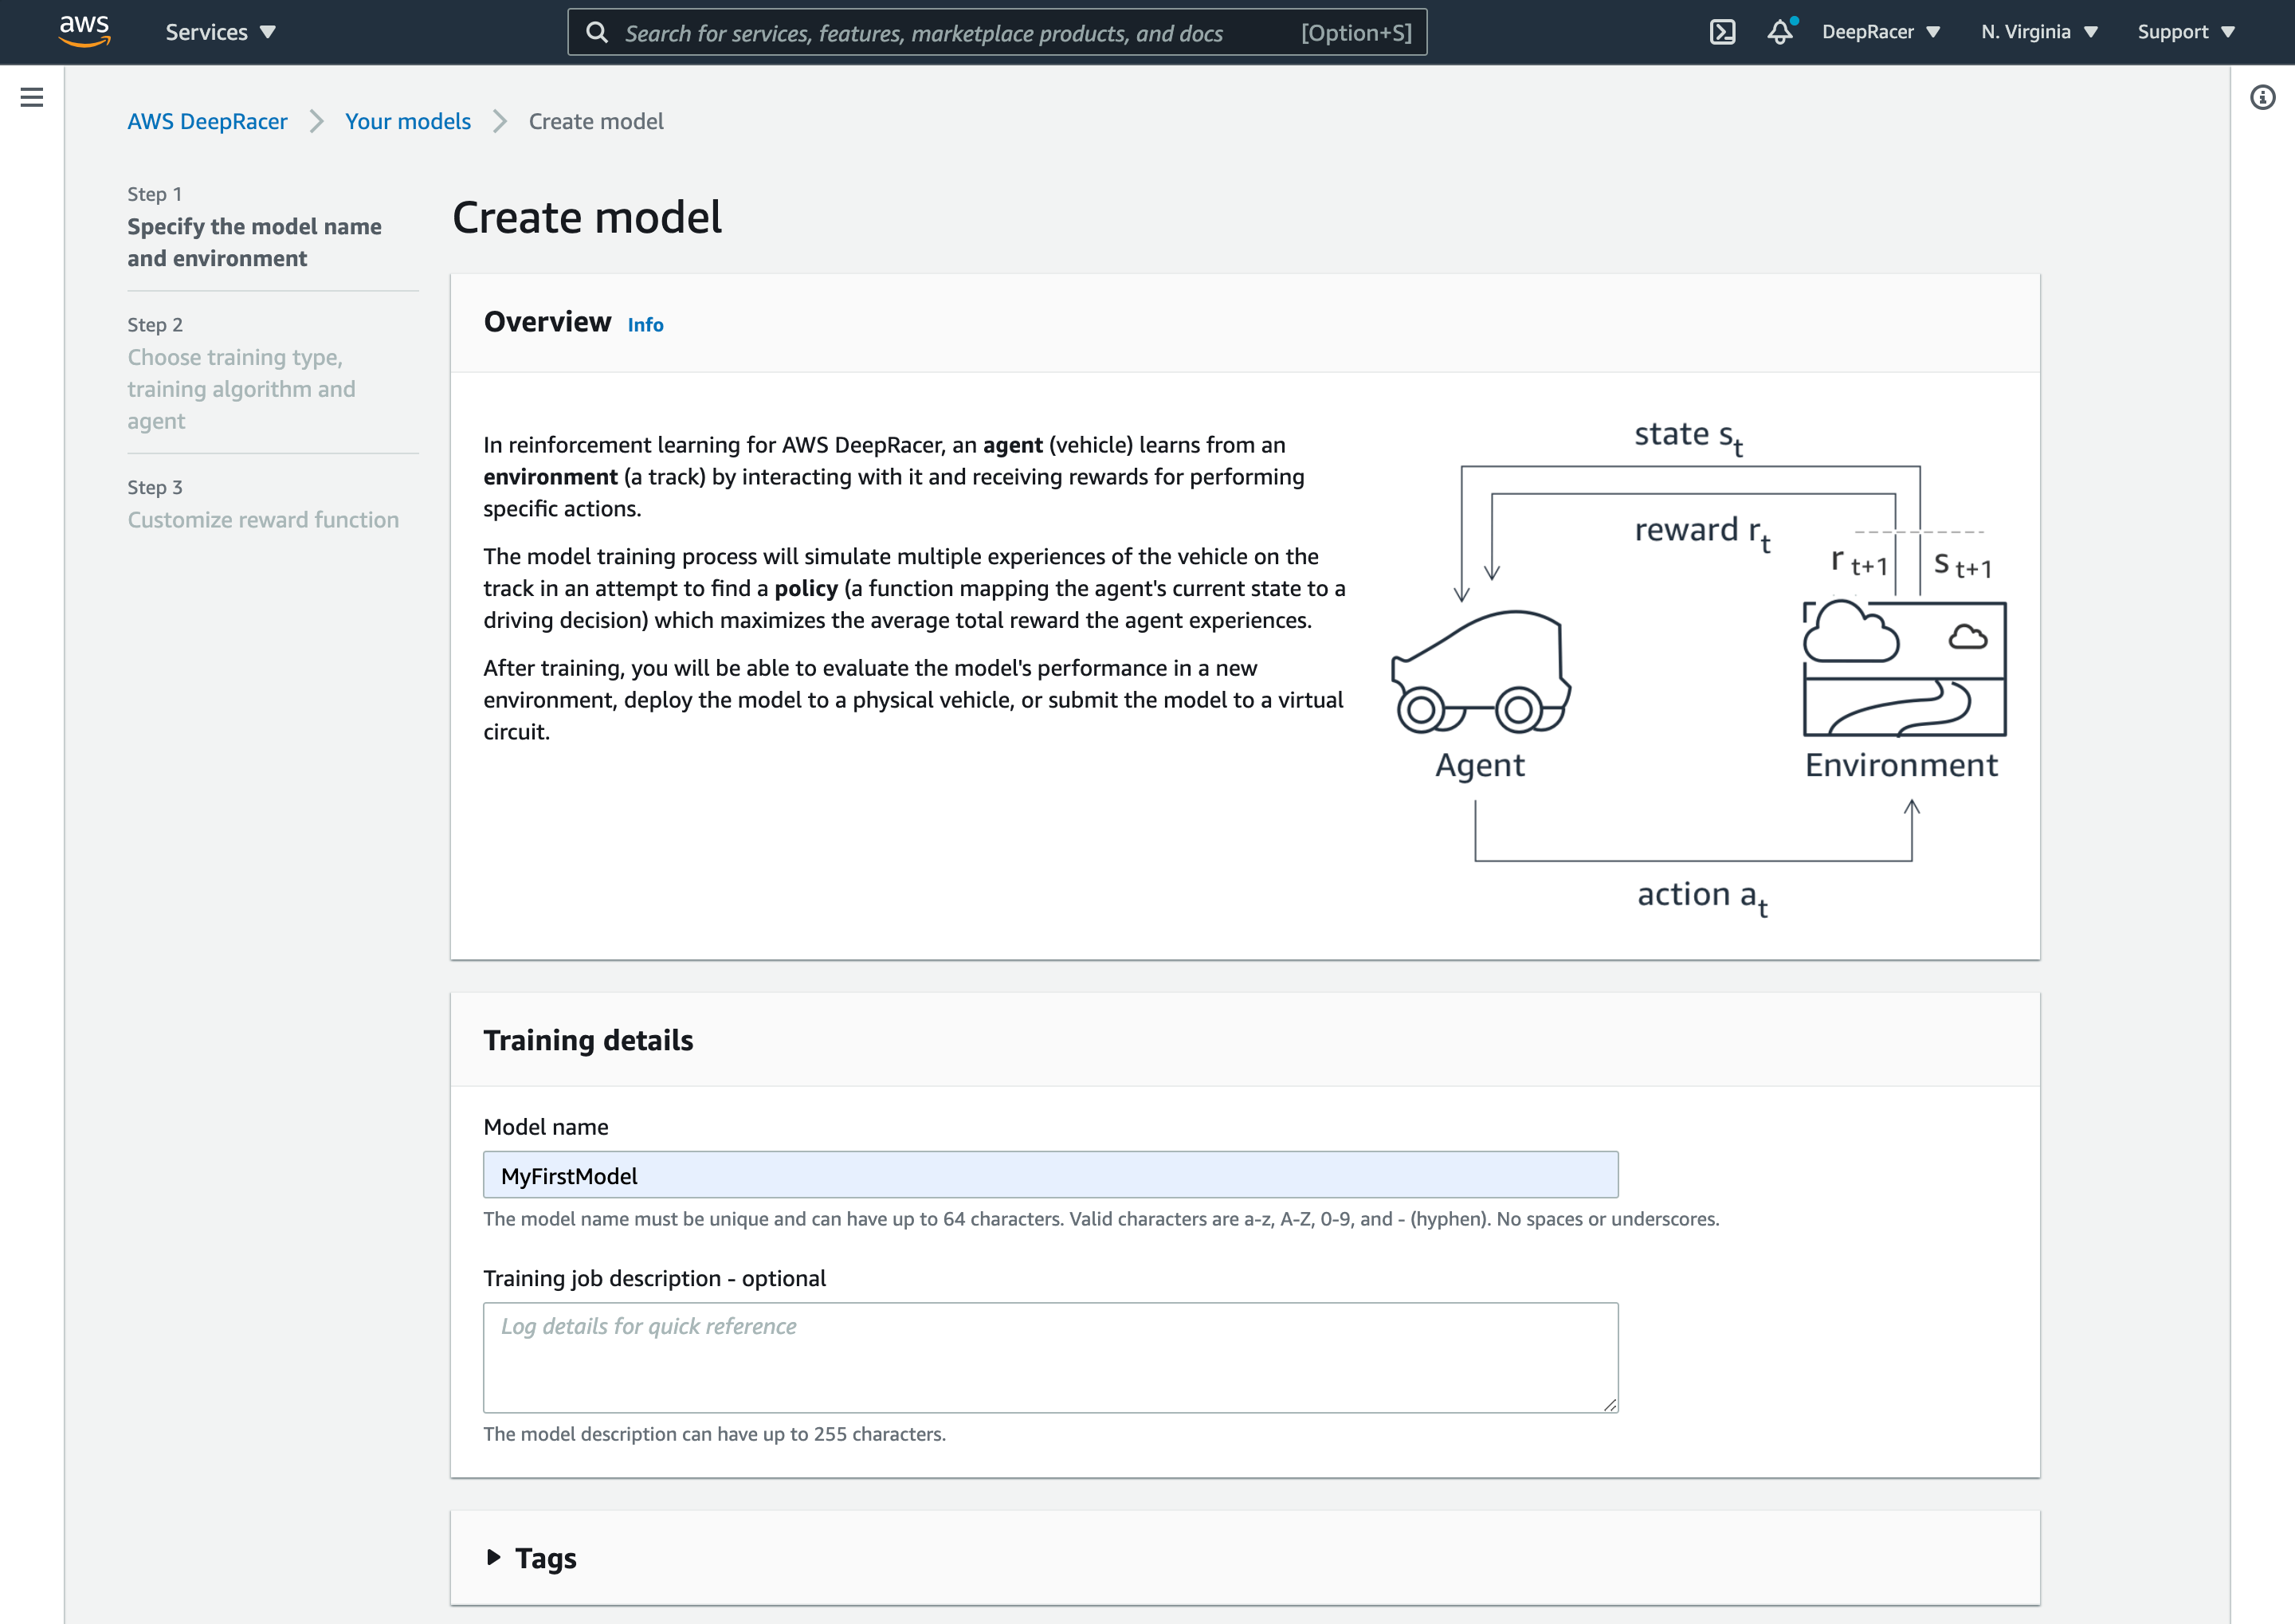 aws Services Search for services, features, marketplace products, and docs [Option+S] DeepRacer N. Virginia Support
AWS DeepRacer Your models Create model
Step 1
Specify the model name
and environment
Step 2
Choose training type,
training algorithm and
agent
Step 3
Customize reward function
Create model
Overview Info
In reinforcement learning for AWS DeepRacer, an agent (vehicle) learns from an
environment (a track) by interacting with it and receiving rewards for performing
specific actions.
The model training process will simulate multiple experiences of the vehicle on the
track in an attempt to find a policy (a function mapping the agent's current state to a
driving decision) which maximizes the average total reward the agent experiences.
After training, you will be able to evaluate the model's performance in a new
environment, deploy the model to a physical vehicle, or submit the model to a virtual
circuit.
state st
reward rt
r t+1 s t+1
Agent Environment
action at
Training details
Model name
MyFirstModel
The model name must be unique and can have up to 64 characters. Valid characters are a-z, A-Z, 0-9, and - (hyphen). No spaces or underscores.
Training job description - optional
Log details for quick reference
The model description can have up to 255 characters.
Tags